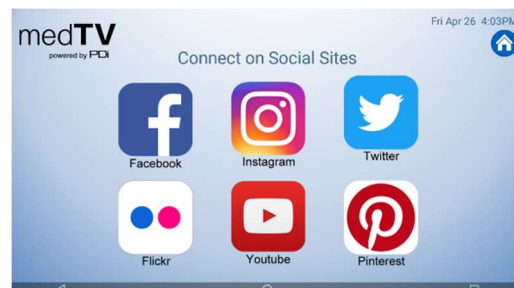 Fri Apr 26 4:03PM
medTV
powered by PDi
Connect on Social Sites
Facebook
Instagram
Twitter
Flickr
Youtube
Pinterest